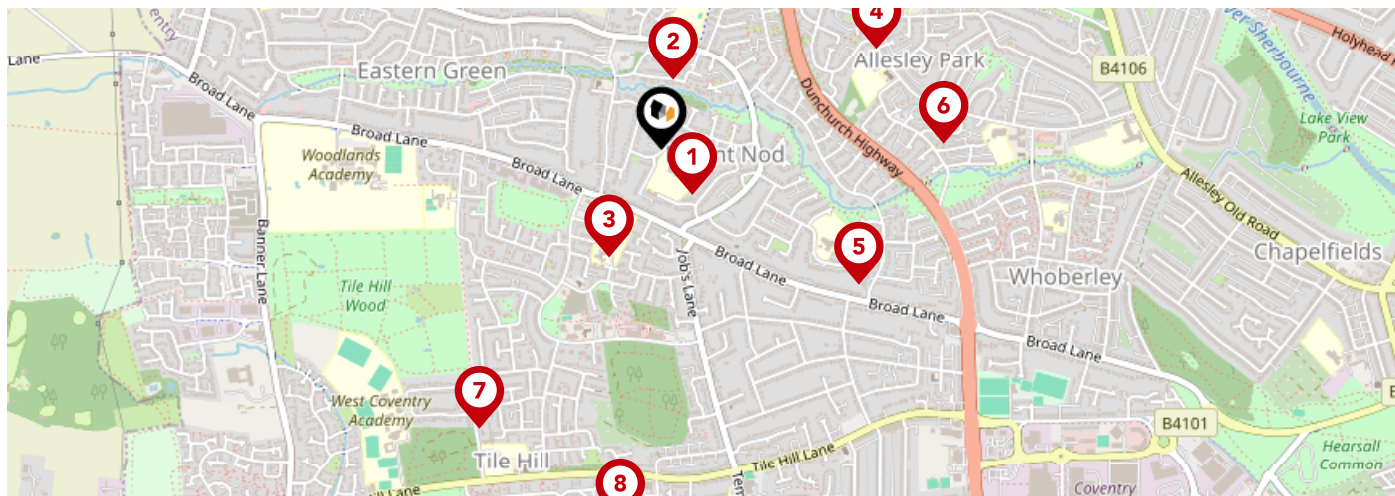 4
Lane
entry
2
Allesley Park
Holyhead
Eastern Green
B4106
Broad Lane
Dunchurch Highway
6
Lake View
Park
Broad Lane
Woodlands
Academy
1
nt Nod
Broad Lane
Allesley Old Road
3
Banner Lane
5
Chapelfields
Job's Lane
Broad Lane
Whoberley
Tile Hill
Wood
Broad Lane
Broad Lane
7
West Coventry
Academy
B4101
Tile Hill
Tile Hill Lane
Hearsall
Common
8
ill Lane
Coventry